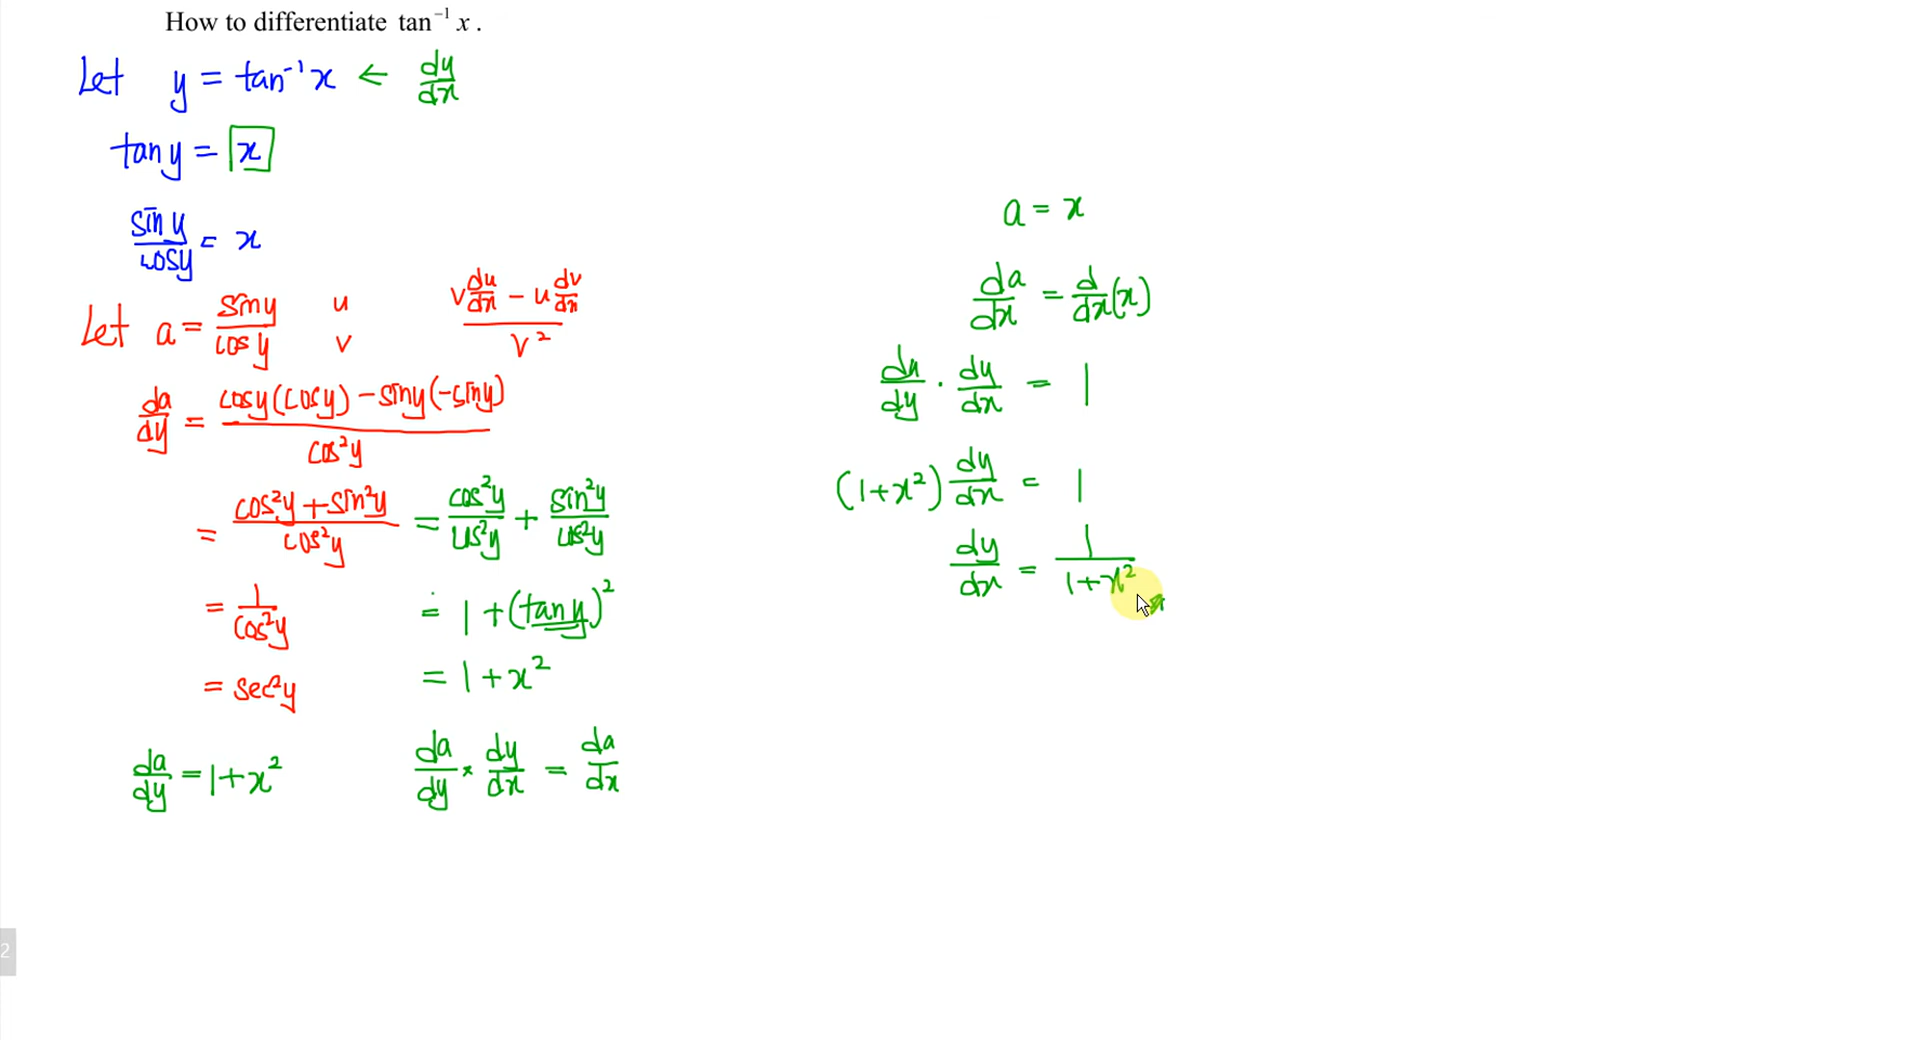 How to differentiate tan⁻¹ x .
Let y = tan⁻¹x ← dy/dx
tan y = x
sin y/cos y = x
Let a = sin y/cos y u v (v du/dx − u dv/dx)/v²
da/dy = (cos y(cos y) − sin y(−sin y))/cos²y
= (cos²y + sin²y)/cos²y = cos²y/cos²y + sin²y/cos²y
= 1/cos²y = 1 + (tan y)²
= sec²y = 1 + x²
da/dy = 1 + x² da/dy × dy/dx = da/dx
a = x
da/dx = d/dx(x)
da/dy · dy/dx = 1
(1+x²) dy/dx = 1
dy/dx = 1/(1+x²)
2